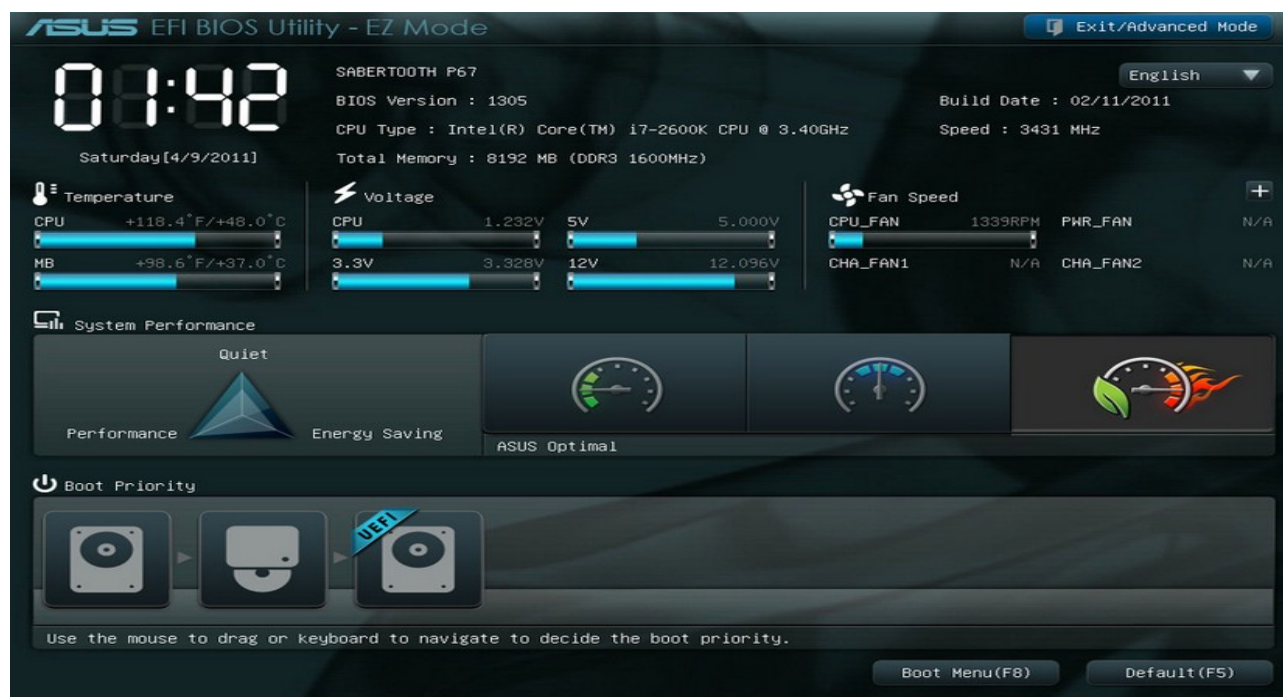 ASUS EFI BIOS Utility - EZ Mode
Exit/Advanced Mode
01:42
Saturday[4/9/2011]
SABERTOOTH P67
English
BIOS Version : 1305
Build Date : 02/11/2011
CPU Type : Intel(R) Core(TM) i7-2600K CPU @ 3.40GHz
Speed : 3431 MHz
Total Memory : 8192 MB (DDR3 1600MHz)
Temperature
CPU +118.4°F/+48.0°C
MB +98.6°F/+37.0°C
Voltage
CPU 1.232V 5V 5.000V
3.3V 3.328V 12V 12.096V
Fan Speed
CPU_FAN 1339RPM PWR_FAN N/A
CHA_FAN1 N/A CHA_FAN2 N/A
System Performance
Quiet
Performance Energy Saving
ASUS Optimal
Boot Priority
UEFI
Use the mouse to drag or keyboard to navigate to decide the boot priority.
Boot Menu(F8) Default(F5)